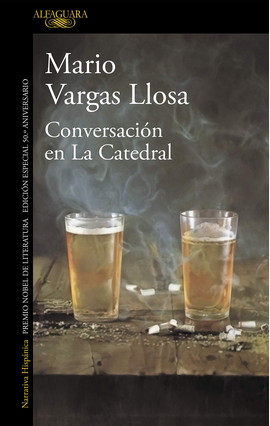 ALFAGUARA
Mario
Vargas Llosa
Conversación
en La Catedral
Narrativa Hispánica PREMIO NOBEL DE LITERATURA EDICIÓN ESPECIAL 50.º ANIVERSARIO